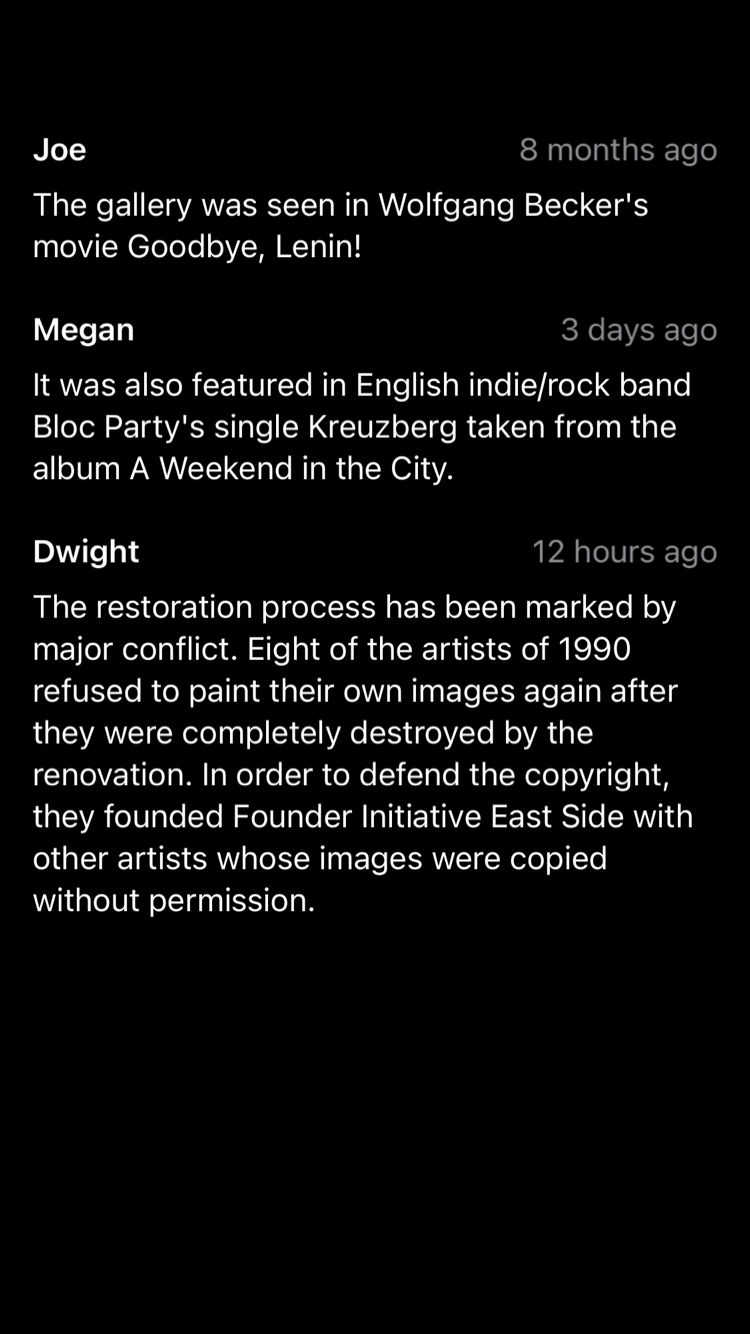 Joe 8 months ago
The gallery was seen in Wolfgang Becker's
movie Goodbye, Lenin!
Megan 3 days ago
It was also featured in English indie/rock band
Bloc Party's single Kreuzberg taken from the
album A Weekend in the City.
Dwight 12 hours ago
The restoration process has been marked by
major conflict. Eight of the artists of 1990
refused to paint their own images again after
they were completely destroyed by the
renovation. In order to defend the copyright,
they founded Founder Initiative East Side with
other artists whose images were copied
without permission.